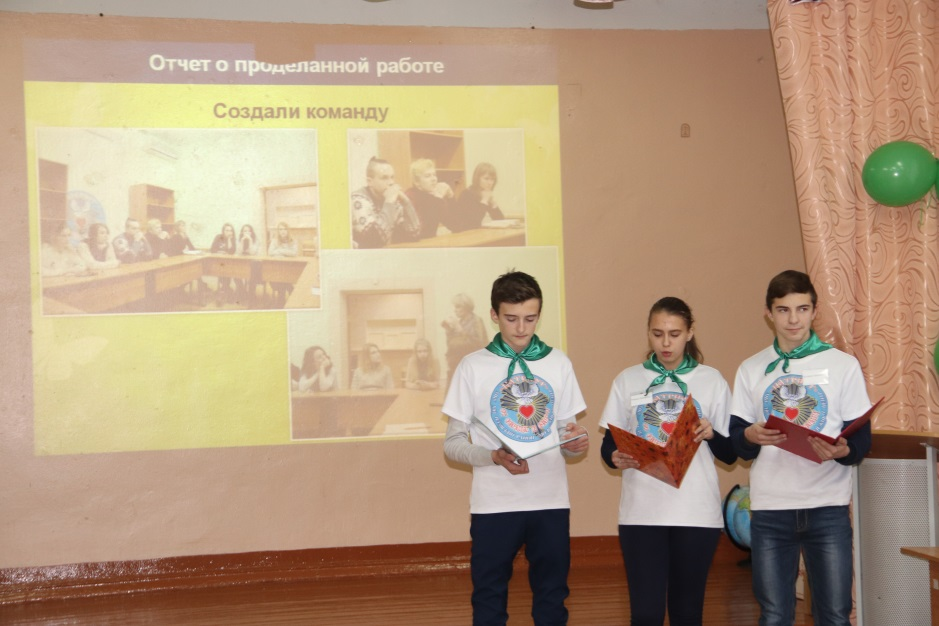 Отчет о проделанной работе
Создали команду